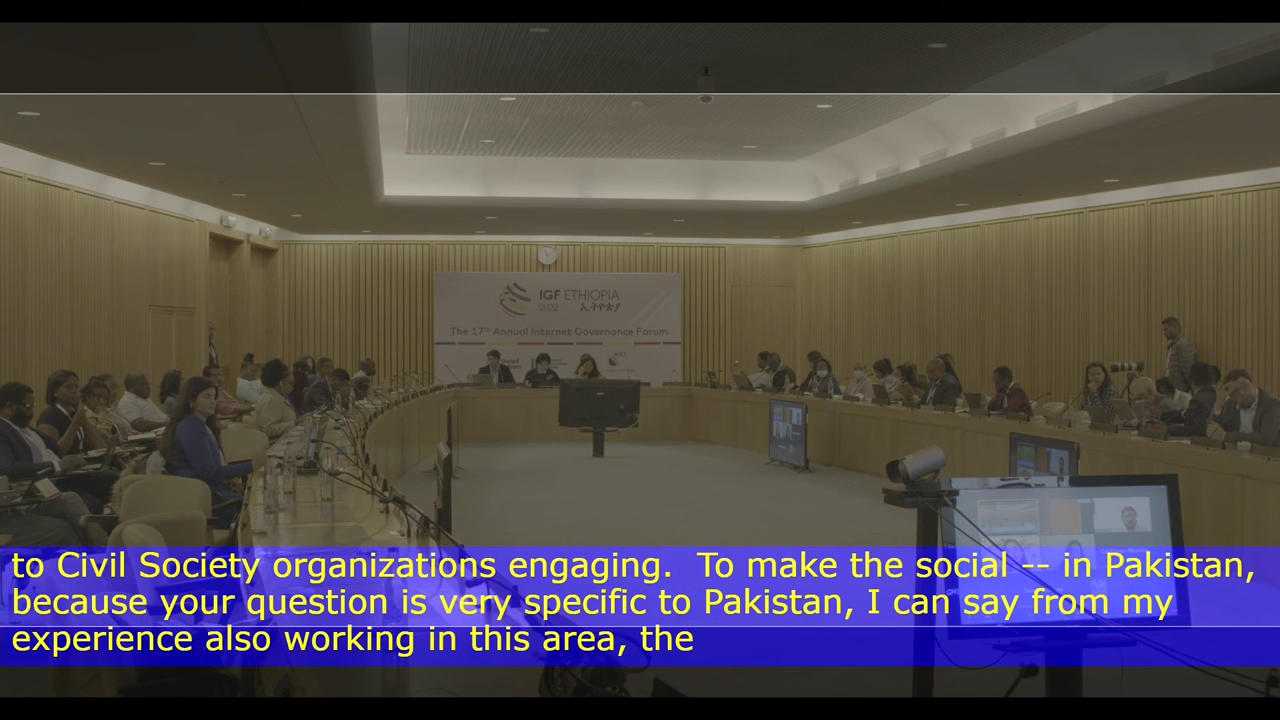 IGF ETHIOPIA
2022 ኢትዮጵያ
The 17th Annual Internet Governance Forum
to Civil Society organizations engaging. To make the social -- in Pakistan,
because your question is very specific to Pakistan, I can say from my
experience also working in this area, the